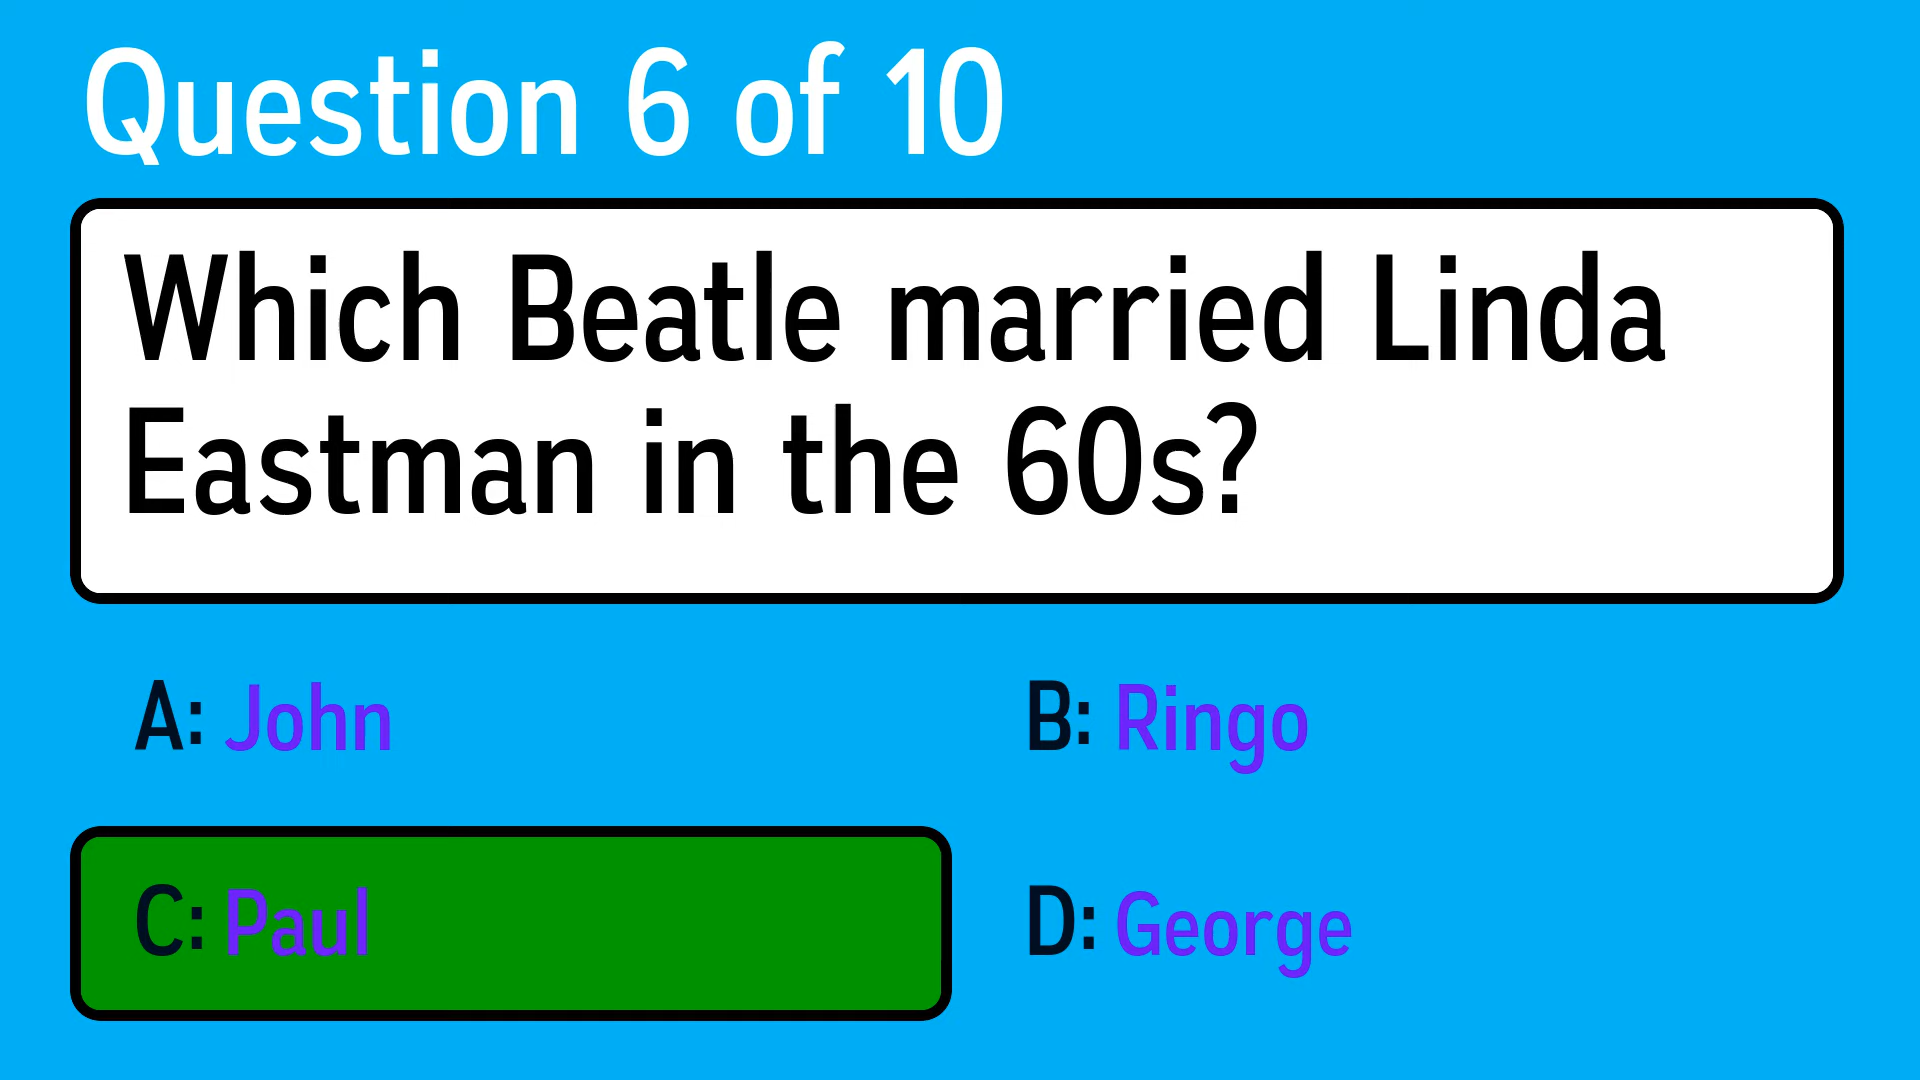 Question 6 of 10
Which Beatle married Linda
Eastman in the 60s?
A: John
B: Ringo
C: Paul
D: George